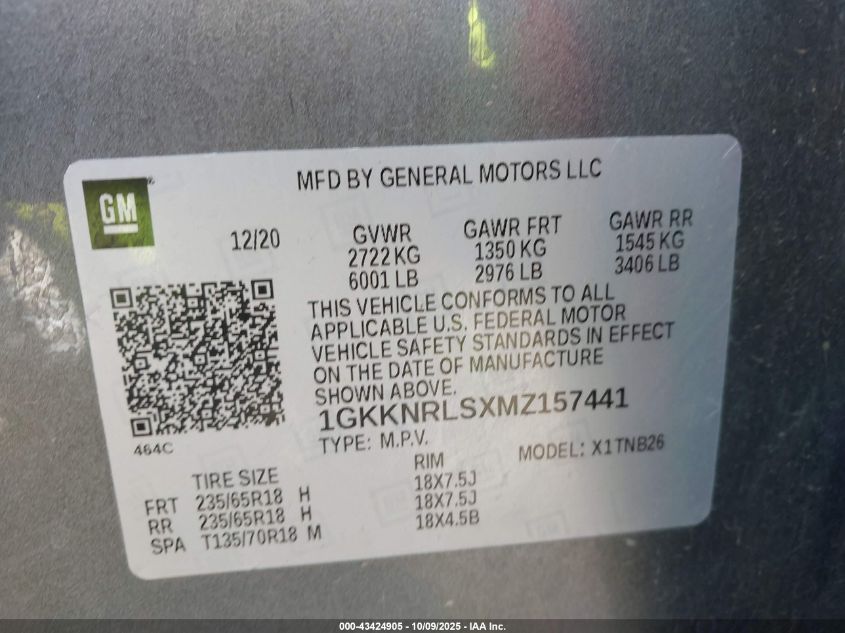 MFD BY GENERAL MOTORS LLC
GM
12/20
GVWR
2722 KG
6001 LB
GAWR FRT
1350 KG
2976 LB
GAWR RR
1545 KG
3406 LB
THIS VEHICLE CONFORMS TO ALL
APPLICABLE U.S. FEDERAL MOTOR
VEHICLE SAFETY STANDARDS IN EFFECT
ON THE DATE OF MANUFACTURE
SHOWN ABOVE.
1GKKNRLSXMZ157441
464C
TYPE: M.P.V.
MODEL: X1TNB26
TIRE SIZE RIM
FRT 235/65R18 H 18X7.5J
RR 235/65R18 H 18X7.5J
SPA T135/70R18 M 18X4.5B
000-43424905 - 10/09/2025 - IAA Inc.